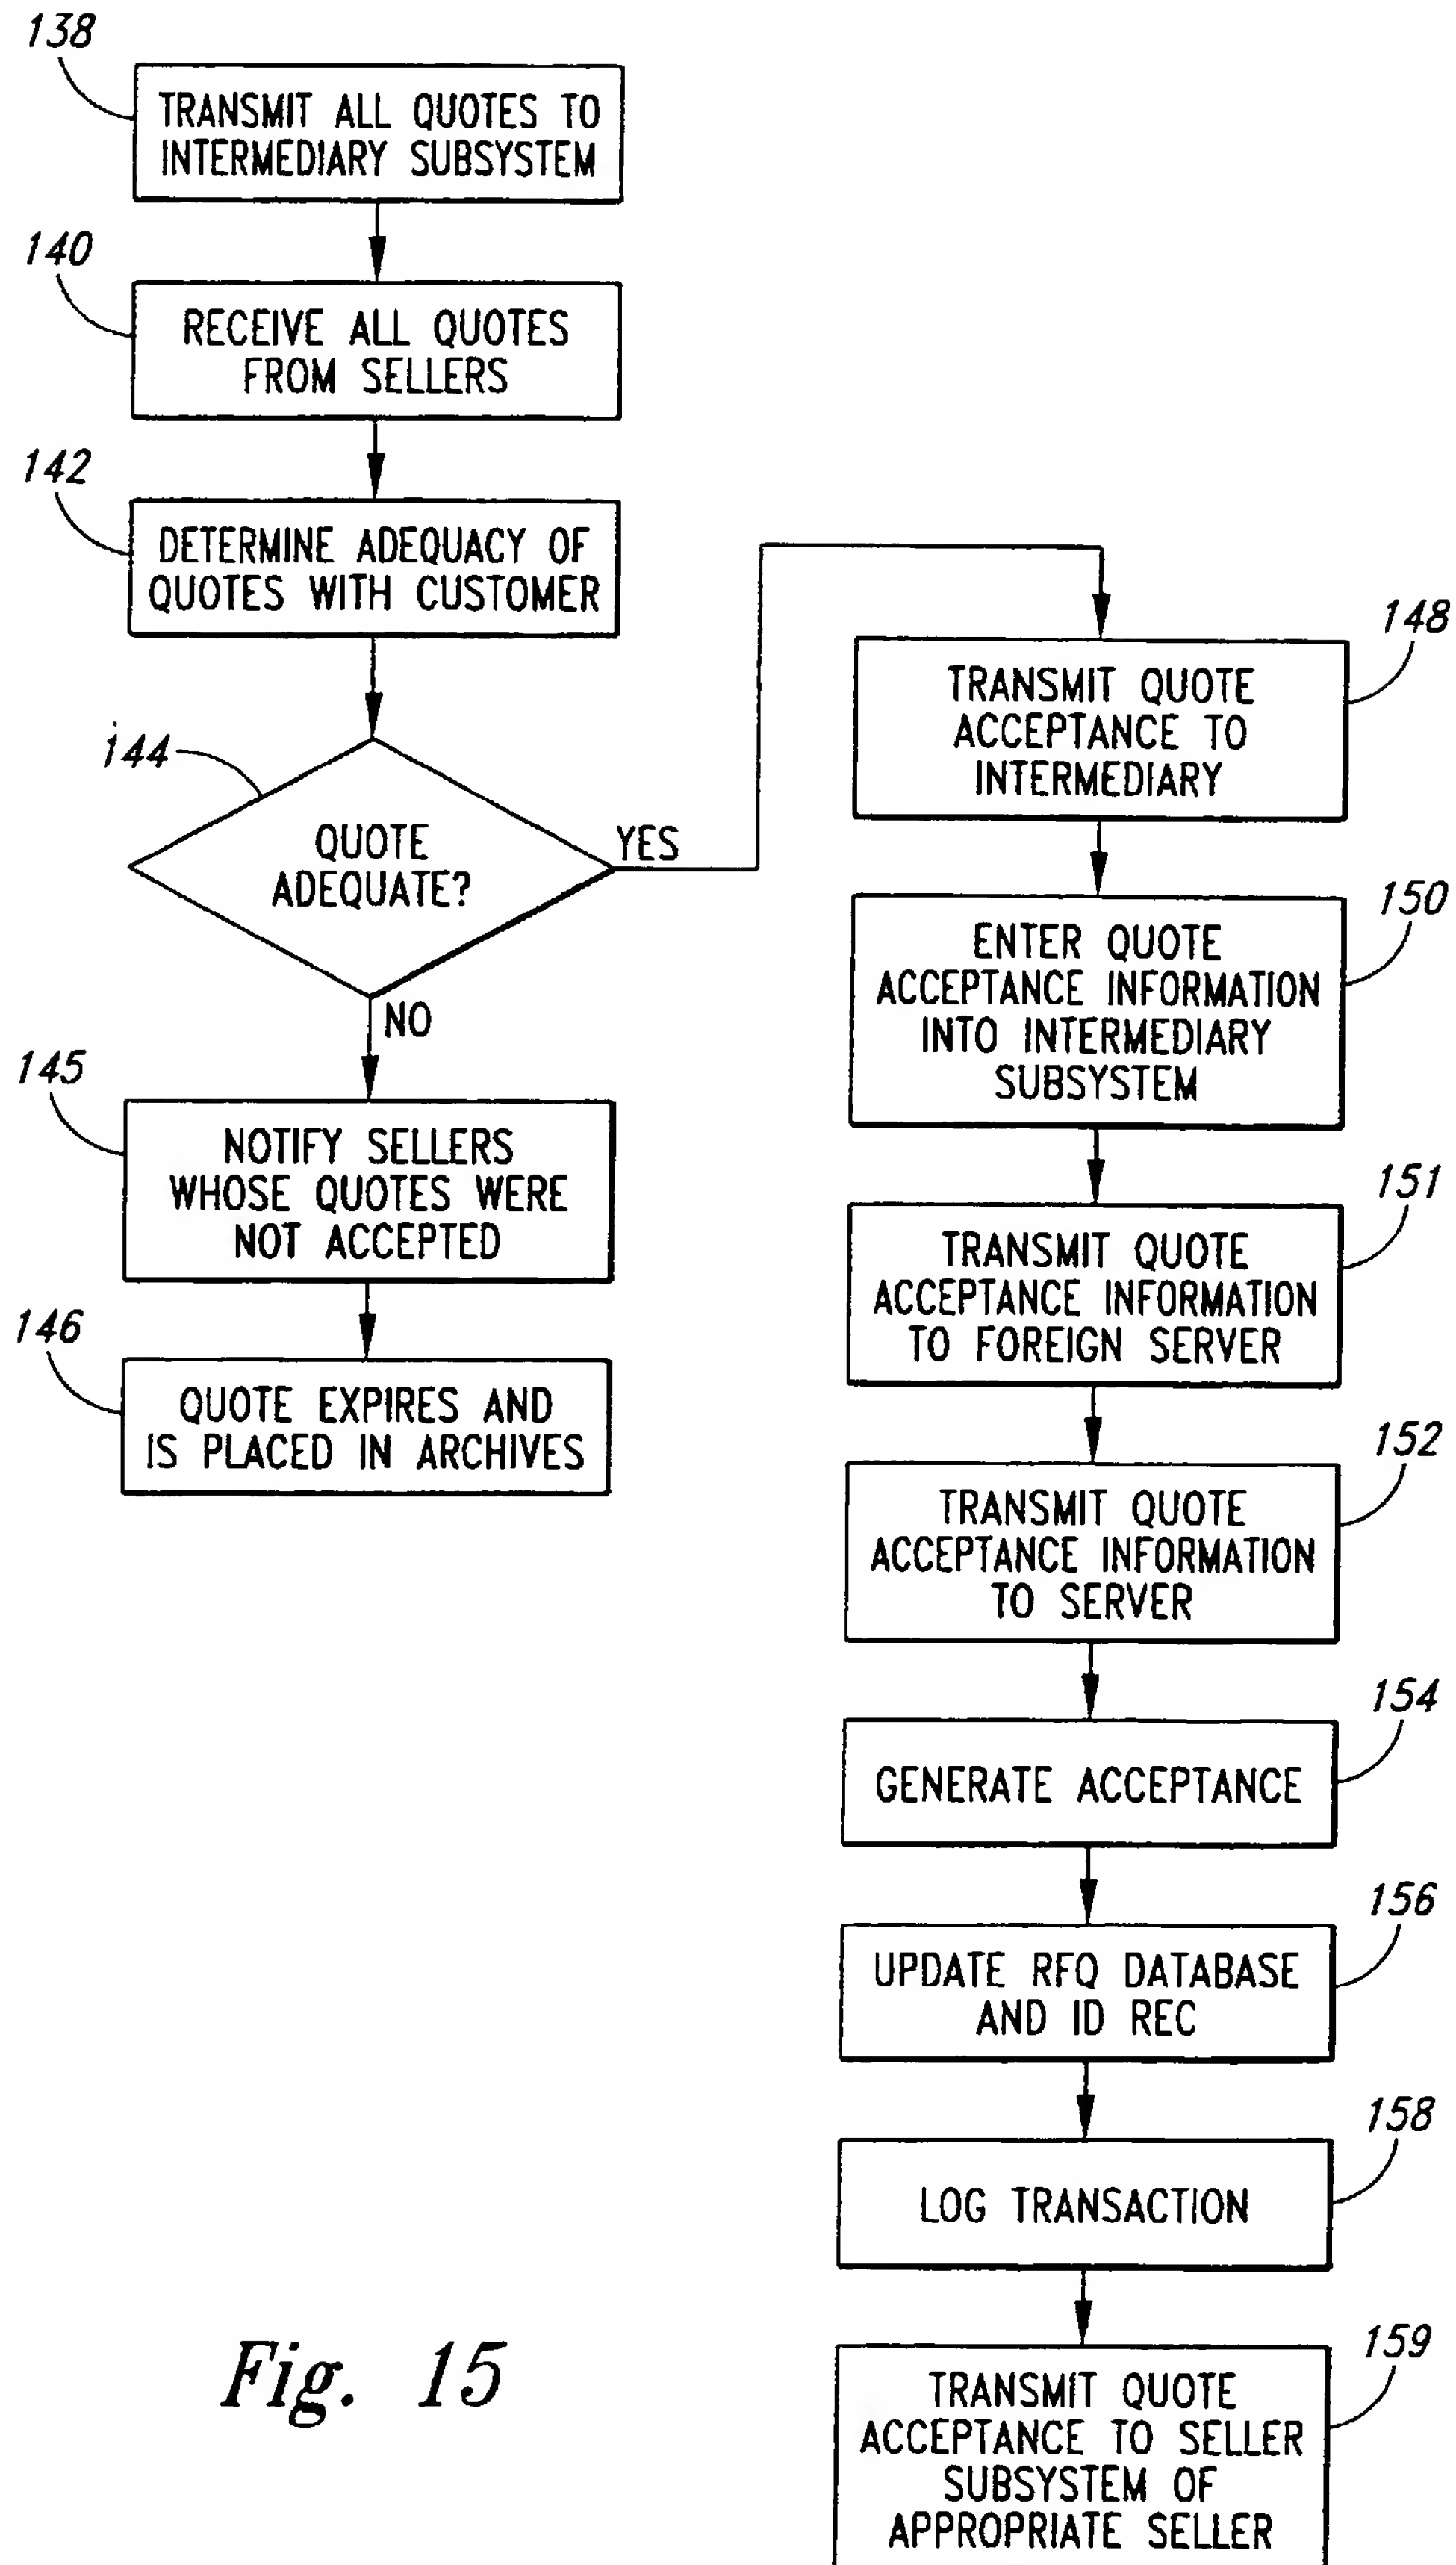 138
TRANSMIT ALL QUOTES TO
INTERMEDIARY SUBSYSTEM
140
RECEIVE ALL QUOTES
FROM SELLERS
142
DETERMINE ADEQUACY OF
QUOTES WITH CUSTOMER
144
QUOTE
ADEQUATE?
YES
NO
145
NOTIFY SELLERS
WHOSE QUOTES WERE
NOT ACCEPTED
146
QUOTE EXPIRES AND
IS PLACED IN ARCHIVES
148
TRANSMIT QUOTE
ACCEPTANCE TO
INTERMEDIARY
150
ENTER QUOTE
ACCEPTANCE INFORMATION
INTO INTERMEDIARY
SUBSYSTEM
151
TRANSMIT QUOTE
ACCEPTANCE INFORMATION
TO FOREIGN SERVER
152
TRANSMIT QUOTE
ACCEPTANCE INFORMATION
TO SERVER
154
GENERATE ACCEPTANCE
156
UPDATE RFQ DATABASE
AND ID REC
158
LOG TRANSACTION
159
TRANSMIT QUOTE
ACCEPTANCE TO SELLER
SUBSYSTEM OF
APPROPRIATE SELLER
Fig. 15